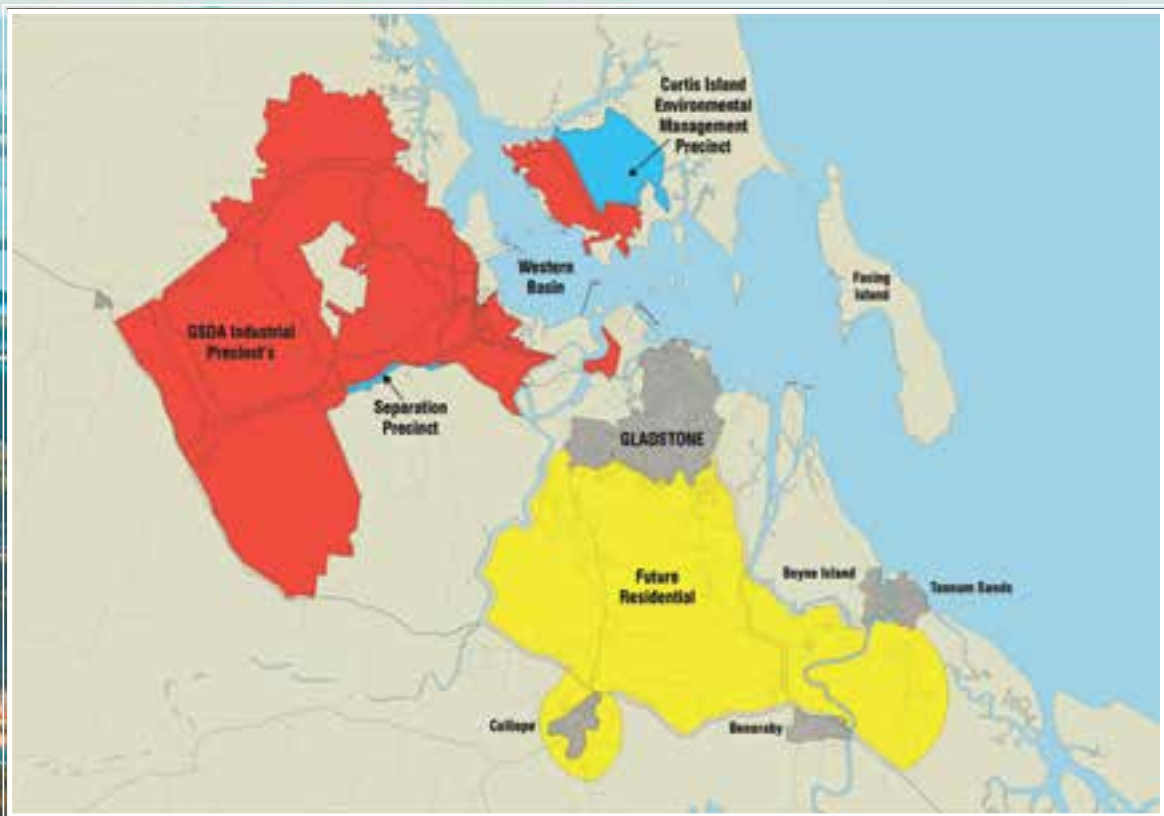 Curtis Island
Environmental
Management
Precinct
Western
Basin
Facing
Island
GSDA Industrial
Precinct's
Separation
Precinct
GLADSTONE
Future
Residential
Boyne Island
Tannum Sands
Calliope
Benaraby